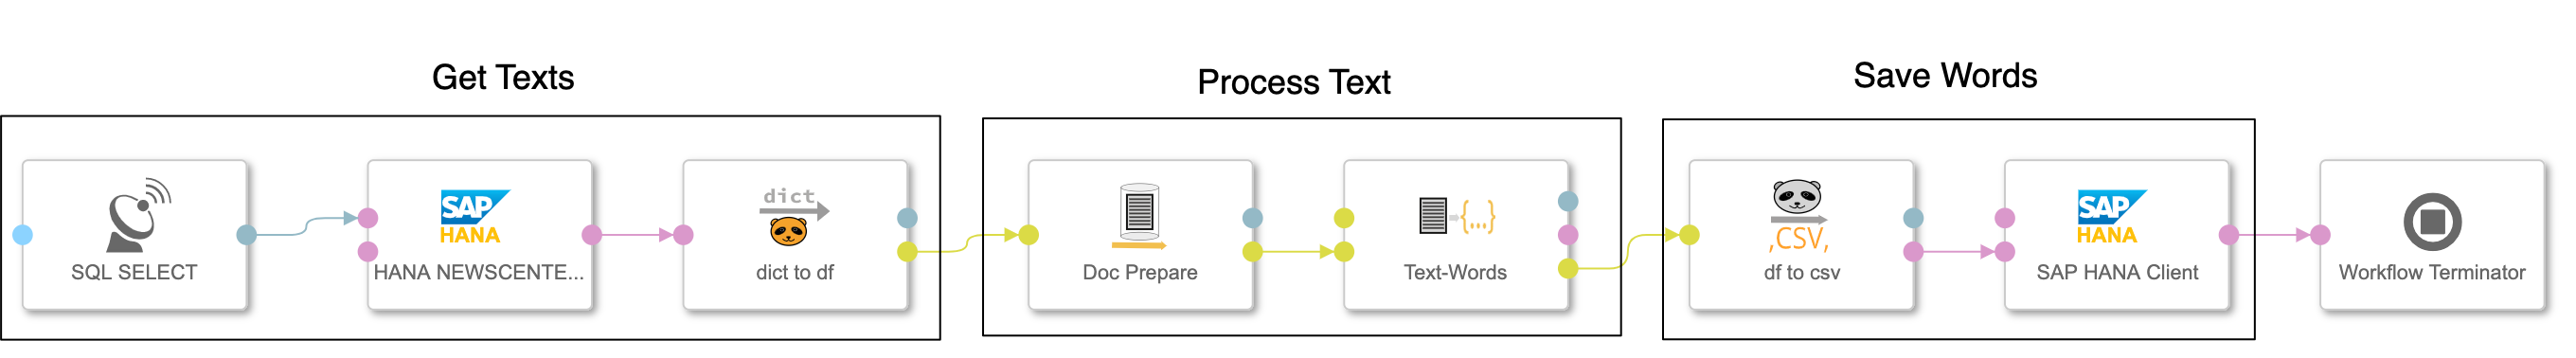 Get Texts
Process Text
Save Words
SQL SELECT
SAP
HANA
HANA NEWSCENTE...
dict
dict to df
Doc Prepare
{...}
Text-Words
,CSV,
df to csv
SAP
HANA
SAP HANA Client
Workflow Terminator